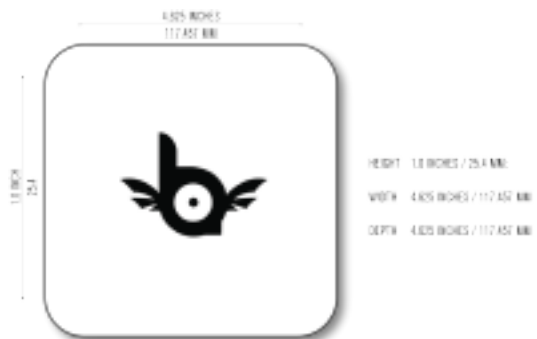 4.625 INCHES
117.457 MM
1.0 INCH
25.4
HEIGHT 1.0 INCHES / 25.4 MM
WIDTH 4.625 INCHES / 117.457 MM
DEPTH 4.625 INCHES / 117.457 MM